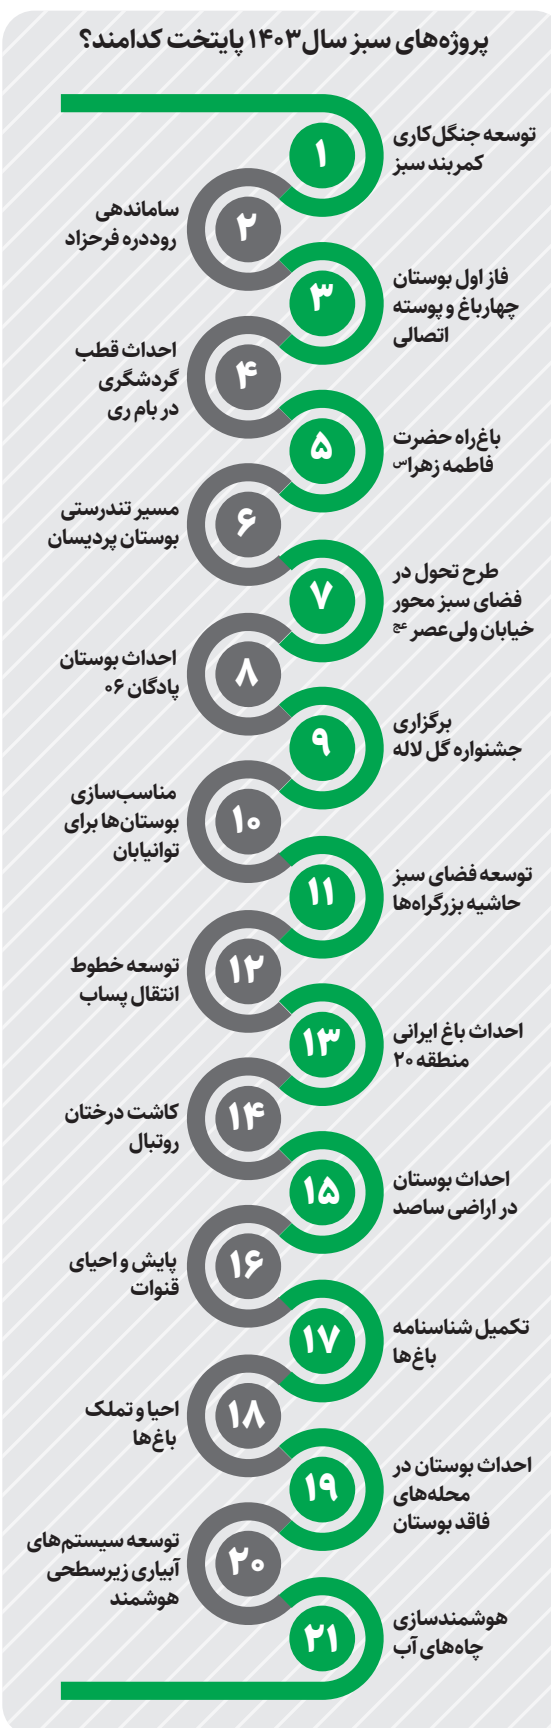 پروژه‌های سبز سال ۱۴۰۳ پایتخت کدامند؟
۱
توسعه جنگل‌کاری
کمربند سبز
۲
ساماندهی
روددره فرحزاد
۳
فاز اول بوستان
چهارباغ و پوسته
اتصالی
۴
احداث قطب
گردشگری
در بام ری
۵
باغراه حضرت
فاطمه زهرا س
۶
مسیر تندرستی
بوستان پردیسان
۷
طرح تحول در
فضای سبز محور
خیابان ولی‌عصر عج
۸
احداث بوستان
پادگان ۰۶
۹
برگزاری
جشنواره گل لاله
۱۰
مناسب‌سازی
بوستان‌ها برای
توانیابان
۱۱
توسعه فضای سبز
حاشیه بزرگراه‌ها
۱۲
توسعه خطوط
انتقال پساب
۱۳
احداث باغ ایرانی
منطقه ۲۰
۱۴
کاشت درختان
روتبال
۱۵
احداث بوستان
در اراضی ساصد
۱۶
پایش و احیای
قنوات
۱۷
تکمیل شناسنامه
باغ‌ها
۱۸
احیا و تملک
باغ‌ها
۱۹
احداث بوستان در
محله‌های
فاقد بوستان
۲۰
توسعه سیستم‌های
آبیاری زیرسطحی
هوشمند
۲۱
هوشمندسازی
چاه‌های آب